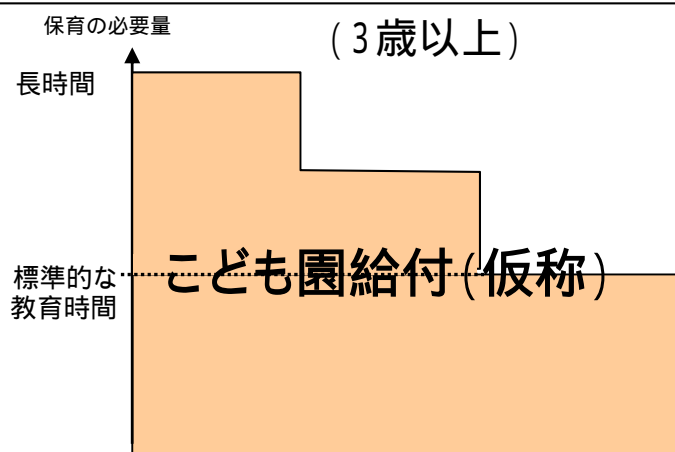 保育の必要量
(3歳以上)
長時間
こども園給付(仮称)
標準的な
教育時間